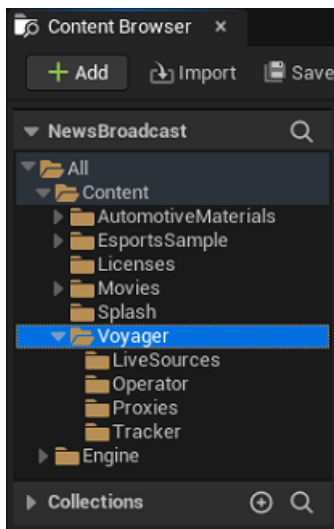 Content Browser
Add Import Save
NewsBroadcast
All
Content
AutomotiveMaterials
EsportsSample
Licenses
Movies
Splash
Voyager
LiveSources
Operator
Proxies
Tracker
Engine
Collections